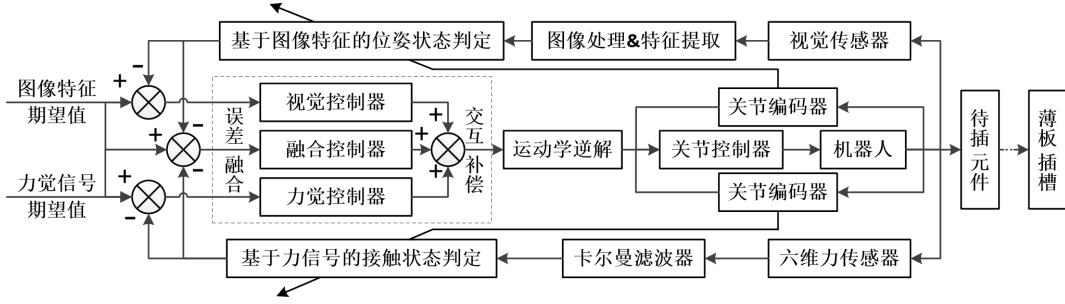 基于图像特征的位姿状态判定
图像处理&特征提取
视觉传感器
图像特征
期望值
力觉信号
期望值
误差
融合
视觉控制器
融合控制器
力觉控制器
交互
补偿
运动学逆解
关节编码器
关节控制器
机器人
关节编码器
待插元件
薄板插槽
基于力信号的接触状态判定
卡尔曼滤波器
六维力传感器